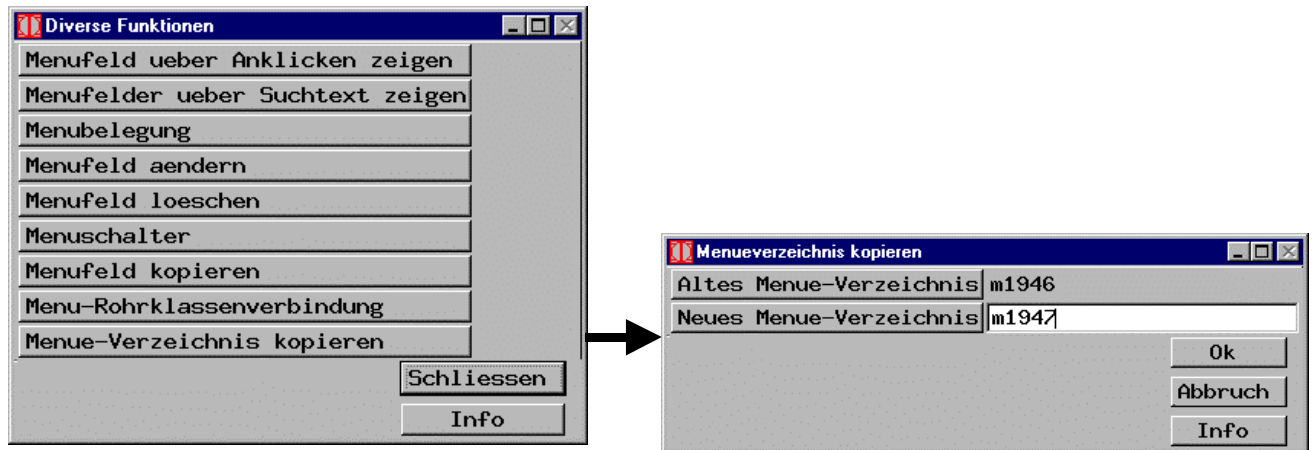 Diverse Funktionen
Menufeld ueber Anklicken zeigen
Menufelder ueber Suchtext zeigen
Menubelegung
Menufeld aendern
Menufeld loeschen
Menuschalter
Menufeld kopieren
Menu-Rohrklassenverbindung
Menue-Verzeichnis kopieren
Schliessen
Info
Menueverzeichnis kopieren
Altes Menue-Verzeichnis m1946
Neues Menue-Verzeichnis m1947
Ok
Abbruch
Info